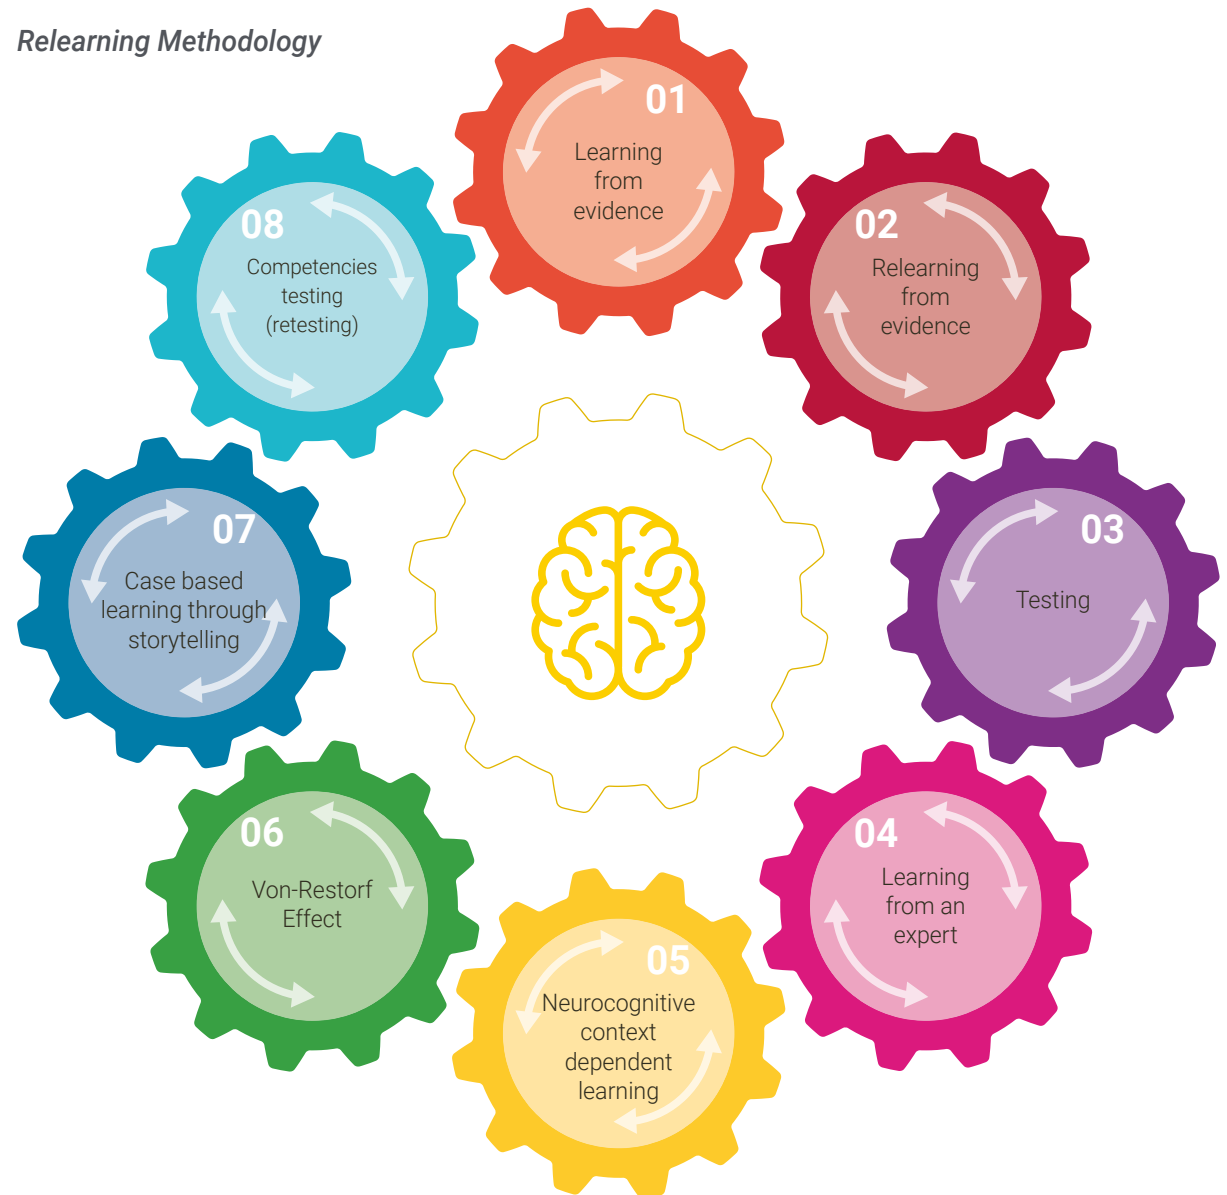 Relearning Methodology
01
Learning
from
evidence
02
Relearning
from
evidence
03
Testing
04
Learning
from an
expert
05
Neurocognitive
context
dependent
learning
06
Von-Restorf
Effect
07
Case based
learning through
storytelling
08
Competencies
testing
(retesting)